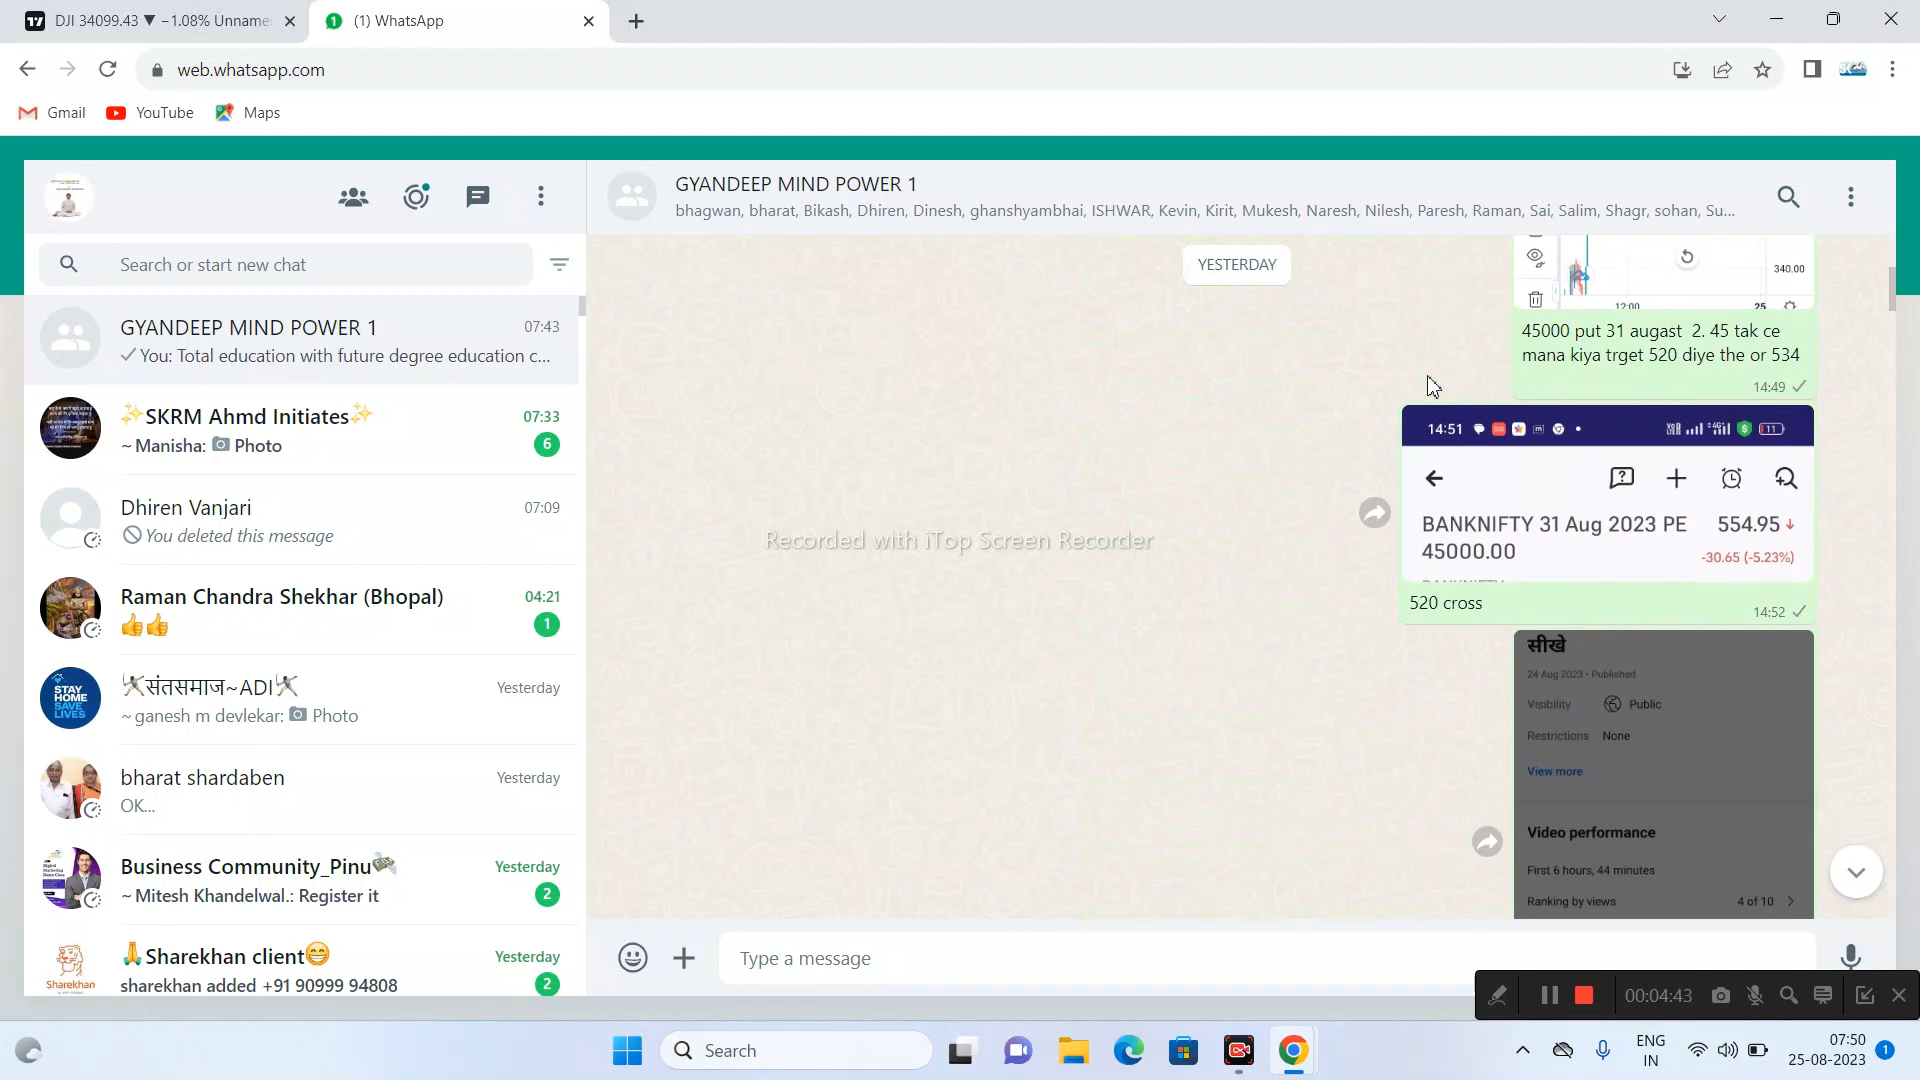 DJI 34099.43 ▼ −1.08% Unname
(1) WhatsApp
web.whatsapp.com
Gmail
YouTube
Maps
GYANDEEP MIND POWER 1
bhagwan, bharat, Bikash, Dhiren, Dinesh, ghanshyambhai, ISHWAR, Kevin, Kirit, Mukesh, Naresh, Nilesh, Paresh, Raman, Sai, Salim, Shagr, sohan, Su...
Search or start new chat
GYANDEEP MIND POWER 1 07:43
You: Total education with future degree education c...
✨SKRM Ahmd Initiates✨ 07:33
~ Manisha: 📷 Photo 6
Dhiren Vanjari 07:09
You deleted this message
Raman Chandra Shekhar (Bhopal) 04:21
👍👍 1
संतसमाज~ADI Yesterday
~ ganesh m devlekar: 📷 Photo
STAY
HOME
SAVE
LIVES
bharat shardaben Yesterday
OK...
Business Community_Pinu💸 Yesterday
~ Mitesh Khandelwal.: Register it 2
🙏Sharekhan client😁 Yesterday
sharekhan added +91 90999 94808 2
Sharekhan
YESTERDAY
340.00
12:00 25
45000 put 31 augast 2. 45 tak ce
mana kiya trget 520 diye the or 534
14:49
14:51
11
BANKNIFTY 31 Aug 2023 PE 554.95
45000.00 -30.65 (-5.23%)
520 cross
14:52
सीखे
24 Aug 2023 • Published
Visibility Public
Restrictions None
View more
Video performance
First 6 hours, 44 minutes
Ranking by views 4 of 10
Recorded with iTop Screen Recorder
Type a message
00:04:43
Search
ENG
IN
07:50
25-08-2023
1